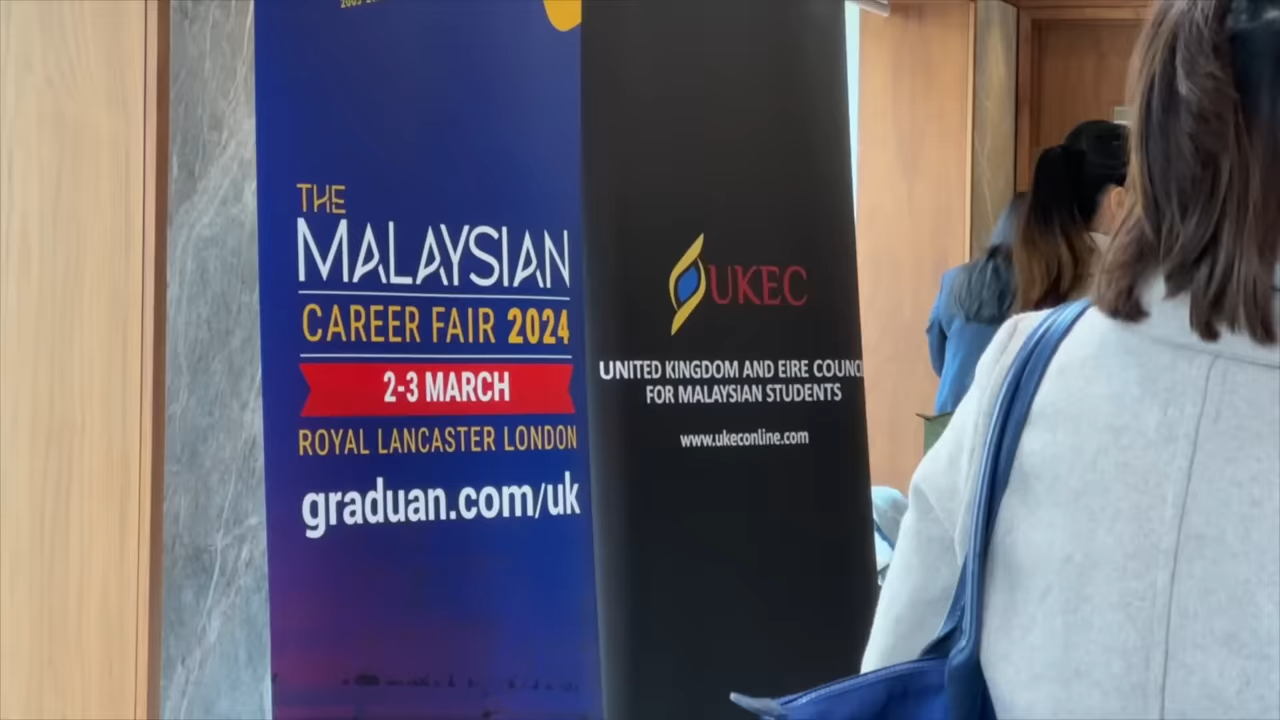 THE
MALAYSIAN
CAREER FAIR 2024
2-3 MARCH
ROYAL LANCASTER LONDON
graduan.com/uk
UKEC
UNITED KINGDOM AND EIRE COUNCI
FOR MALAYSIAN STUDENTS
www.ukeconline.com